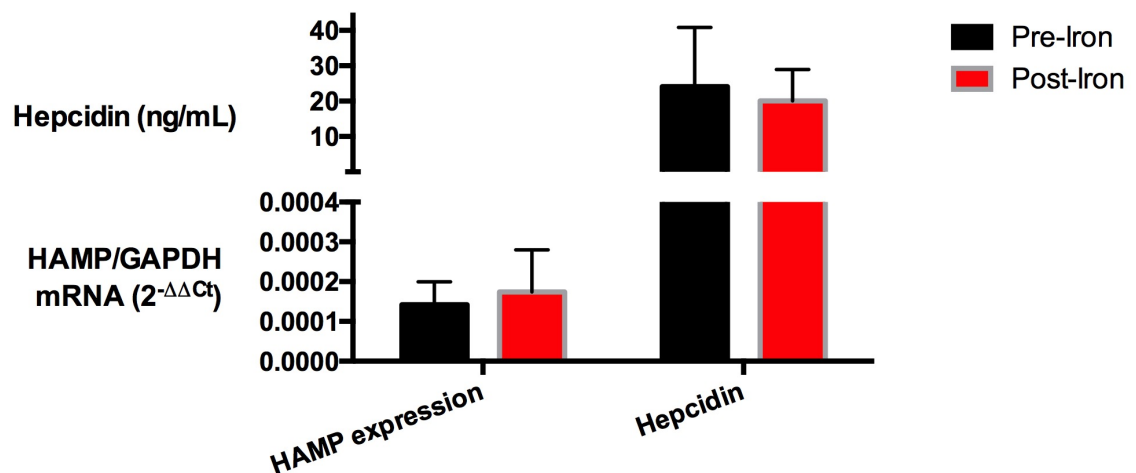 Hepcidin (ng/mL)
40
30
20
10
HAMP/GAPDH
mRNA (2-ΔΔCt)
0.0004
0.0003
0.0002
0.0001
0.0000
HAMP expression
Hepcidin
Pre-Iron
Post-Iron